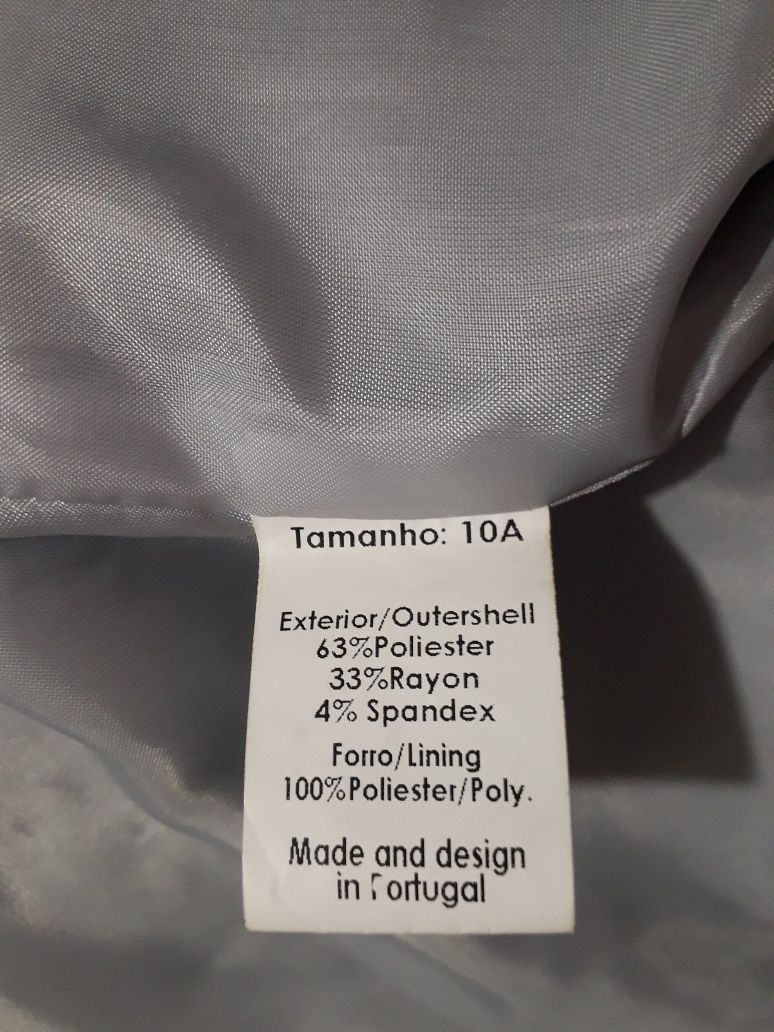 Tamanho: 10A
Exterior/Outershell
63%Poliester
33%Rayon
4% Spandex
Forro/Lining
100%Poliester/Poly.
Made and design
in Portugal